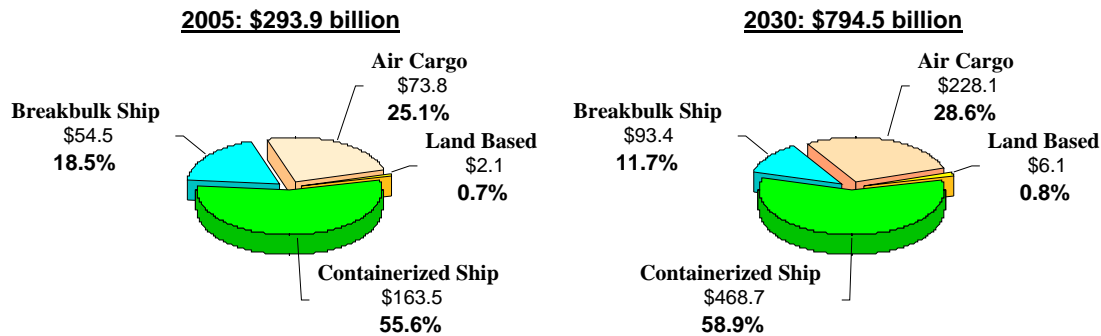 2005: $293.9 billion
Air Cargo
$73.8
25.1%
Breakbulk Ship
$54.5
18.5%
Land Based
$2.1
0.7%
Containerized Ship
$163.5
55.6%
2030: $794.5 billion
Air Cargo
$228.1
28.6%
Breakbulk Ship
$93.4
11.7%
Land Based
$6.1
0.8%
Containerized Ship
$468.7
58.9%